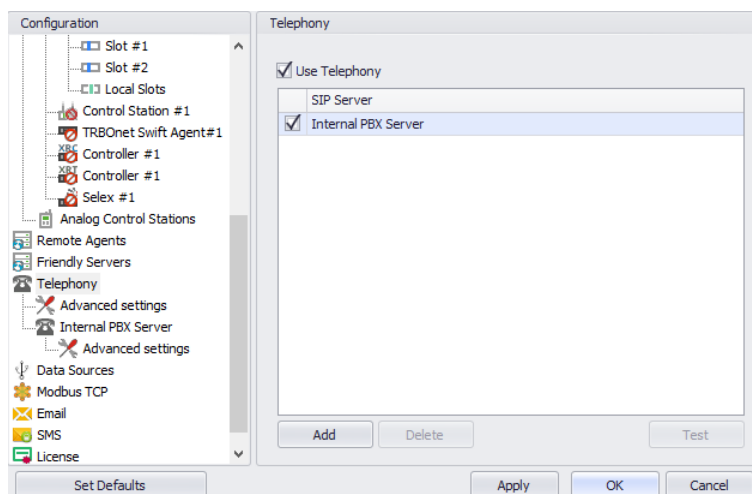 Configuration
Slot #1
Slot #2
Local Slots
Control Station #1
TRBOnet Swift Agent#1
XRC
Controller #1
XRT
Controller #1
Selex #1
Analog Control Stations
Remote Agents
Friendly Servers
Telephony
Advanced settings
Internal PBX Server
Advanced settings
Data Sources
Modbus TCP
Email
SMS
License
Set Defaults
Telephony
Use Telephony
SIP Server
Internal PBX Server
Add Delete Test
Apply OK Cancel